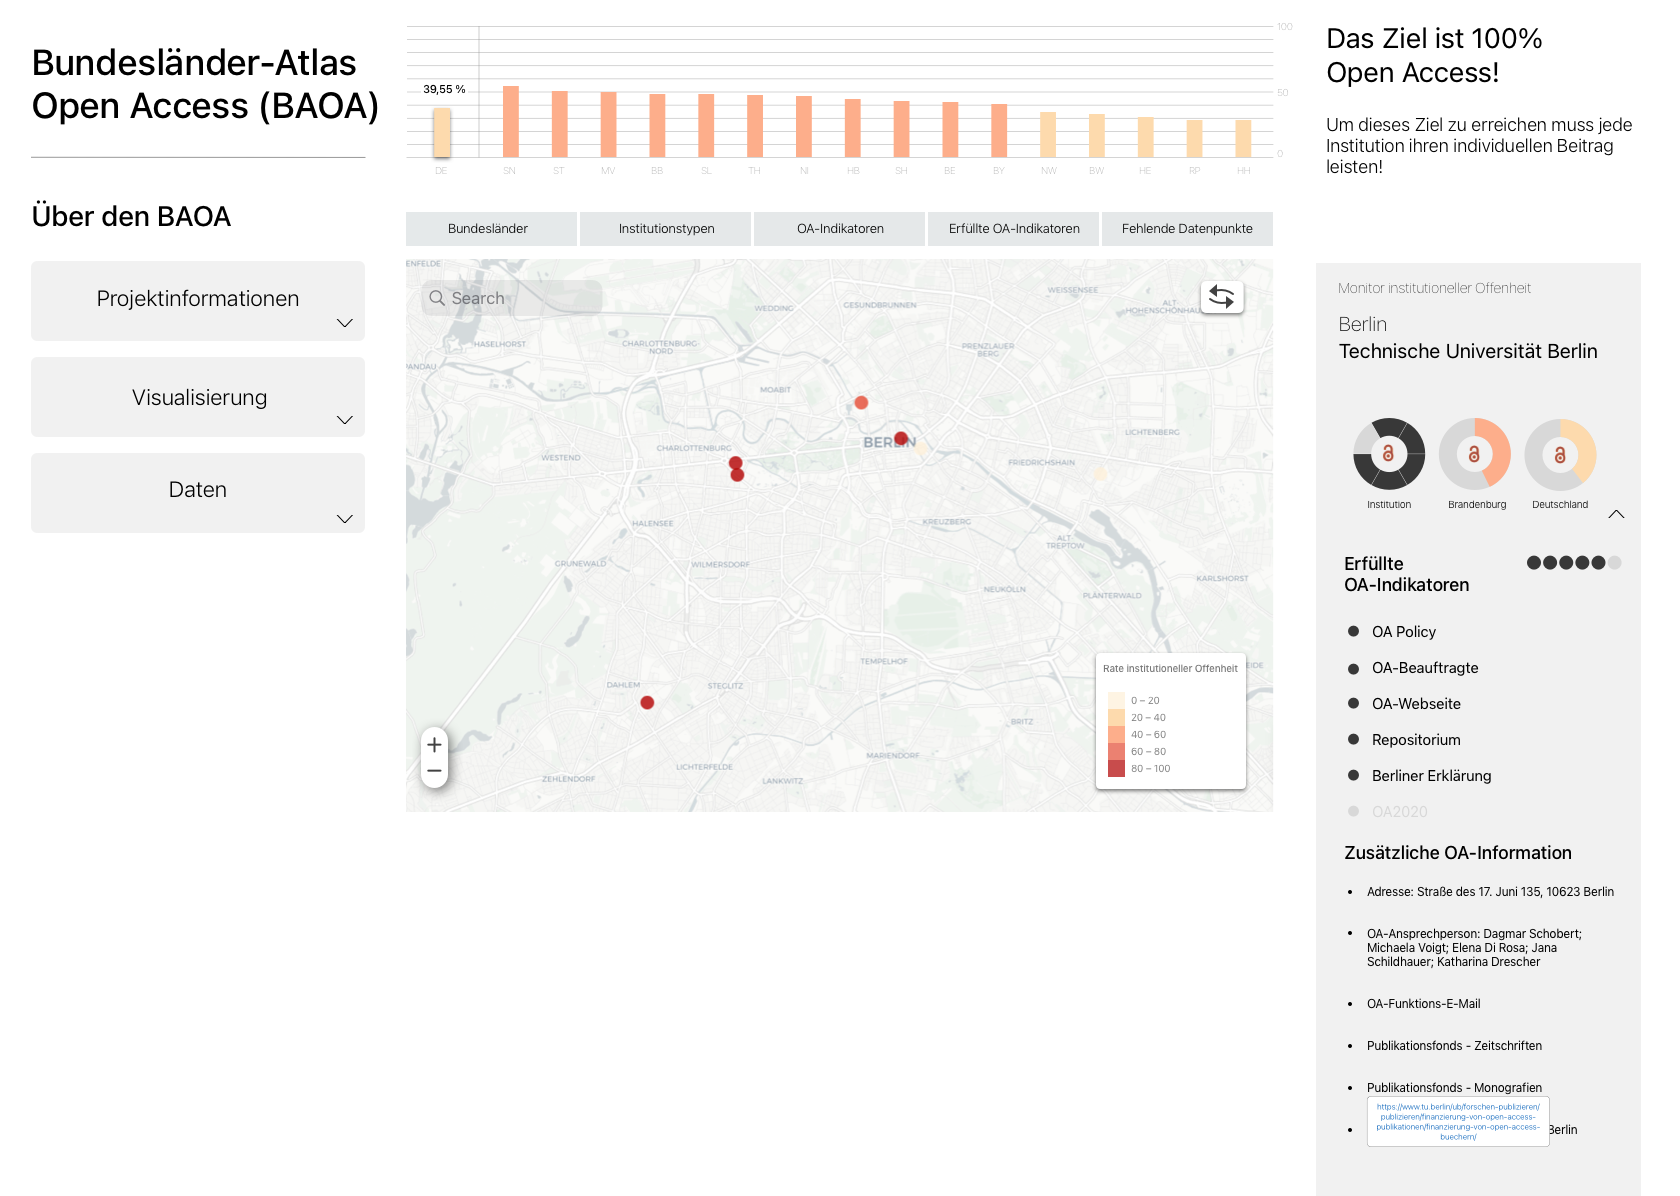 Bundesländer-Atlas
Open Access (BAOA)
Über den BAOA
Projektinformationen
Visualisierung
Daten
100
50
0
39,55 %
DE
SN
ST
MV
BB
SL
TH
NI
HB
SH
BE
BY
NW
BW
HE
RP
HH
Bundesländer
Institutionstypen
OA-Indikatoren
Erfüllte OA-Indikatoren
Fehlende Datenpunkte
Search
ENFELDE
WEISSENSEE
WEDDING
GESUNDBRUNNEN
ALT-
HOHENSCHÖNHAU
HASELHORST
CHARLOTTENBURG-
NORD
PRENZLAUER
BERG
PANDAU
MOABIT
LICHTENBERG
BERLIN
CHARLOTTENBURG
WESTEND
FRIEDRICHSHAIN
HALENSEE
KREUZBERG
ALT-
TREPTOW
GRUNEWALD
WILMERSDORF
KARLSHORST
NEUKÖLLN
PLÄNTERWALD
TEMPELHOF
EIDE
DAHLEM
STEGLITZ
BRITZ
MARIENDORF
LICHTERFELDE
ZEHLENDORF
LANKWITZ
Rate institutioneller Offenheit
0 – 20
20 – 40
40 – 60
60 – 80
80 – 100
Das Ziel ist 100%
Open Access!
Um dieses Ziel zu erreichen muss jede
Institution ihren individuellen Beitrag
leisten!
Monitor institutioneller Offenheit
Berlin
Technische Universität Berlin
Institution
Brandenburg
Deutschland
Erfüllte
OA-Indikatoren
OA Policy
OA-Beauftragte
OA-Webseite
Repositorium
Berliner Erklärung
OA2020
Zusätzliche OA-Information
• Adresse: Straße des 17. Juni 135, 10623 Berlin
• OA-Ansprechperson: Dagmar Schobert;
Michaela Voigt; Elena Di Rosa; Jana
Schildhauer; Katharina Drescher
• OA-Funktions-E-Mail
• Publikationsfonds - Zeitschriften
• Publikationsfonds - Monografien
https://www.tu.berlin/ub/forschen-publizieren/
publizieren/finanzierung-von-open-access-
publikationen/finanzierung-von-open-access-
buechern/
• Berlin